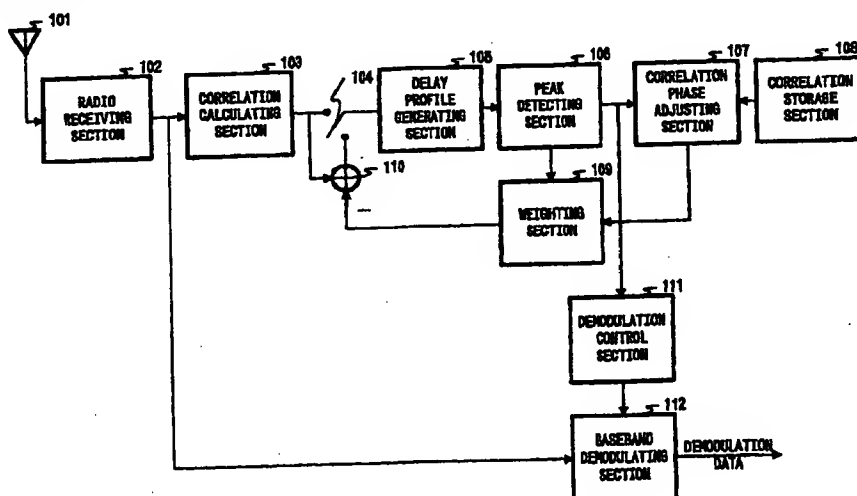 101
102
RADIO
RECEIVING
SECTION
103
CORRELATION
CALCULATING
SECTION
104
105
DELAY
PROFILE
GENERATING
SECTION
106
PEAK
DETECTING
SECTION
107
CORRELATION
PHASE
ADJUSTING
SECTION
108
CORRELATION
STORAGE
SECTION
110
109
WEIGHTING
SECTION
111
DEMODULATION
CONTROL
SECTION
112
BASEBAND
DEMODULATING
SECTION
DEMODULATION
DATA